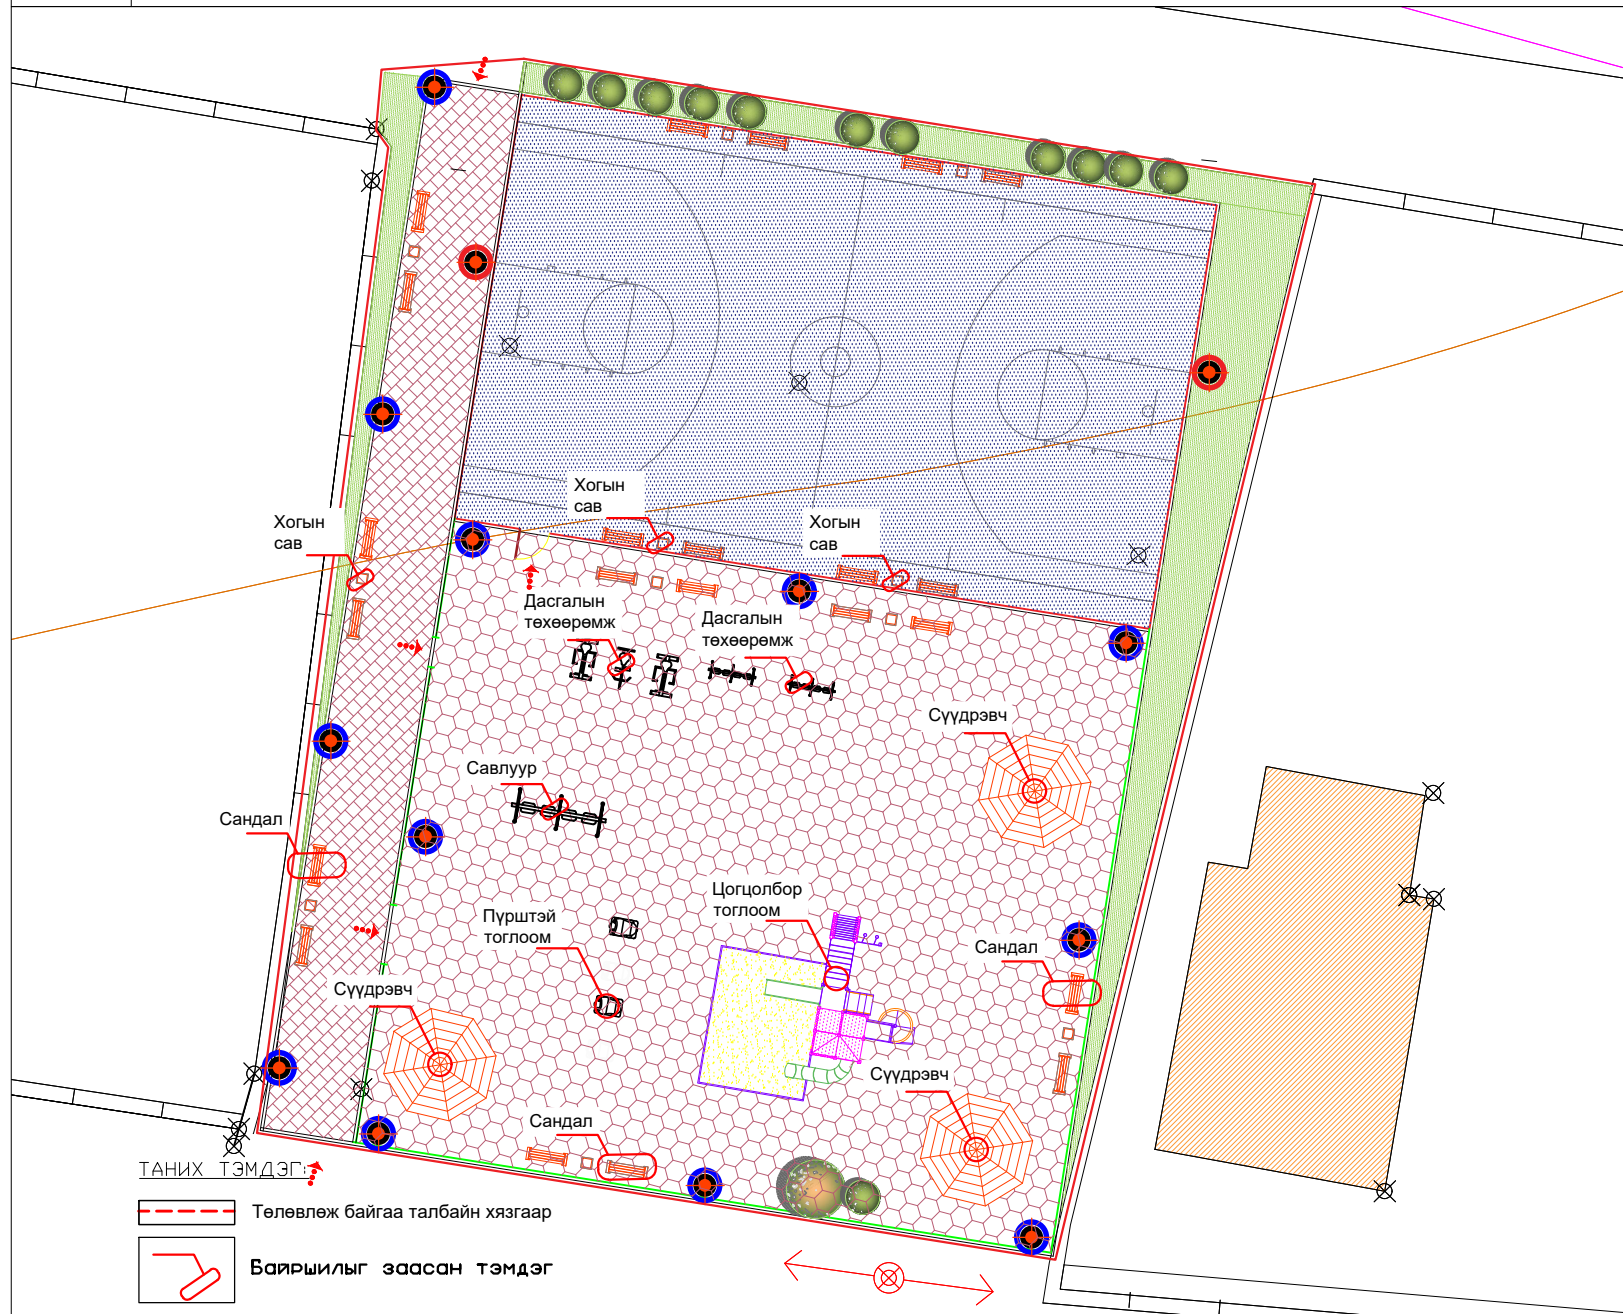 Хогын
сав
Хогын
сав
Хогын
сав
Дасгалын
төхөөрөмж
Дасгалын
төхөөрөмж
Сүүдрэвч
Савлуур
Сандал
Цогцолбор
тоглоом
Пүрштэй
тоглоом
Сандал
Сүүдрэвч
Сүүдрэвч
Сандал
ТАНИХ ТЭМДЭГ:
Төлөвлөж байгаа талбайн хязгаар
Байршилыг заасан тэмдэг